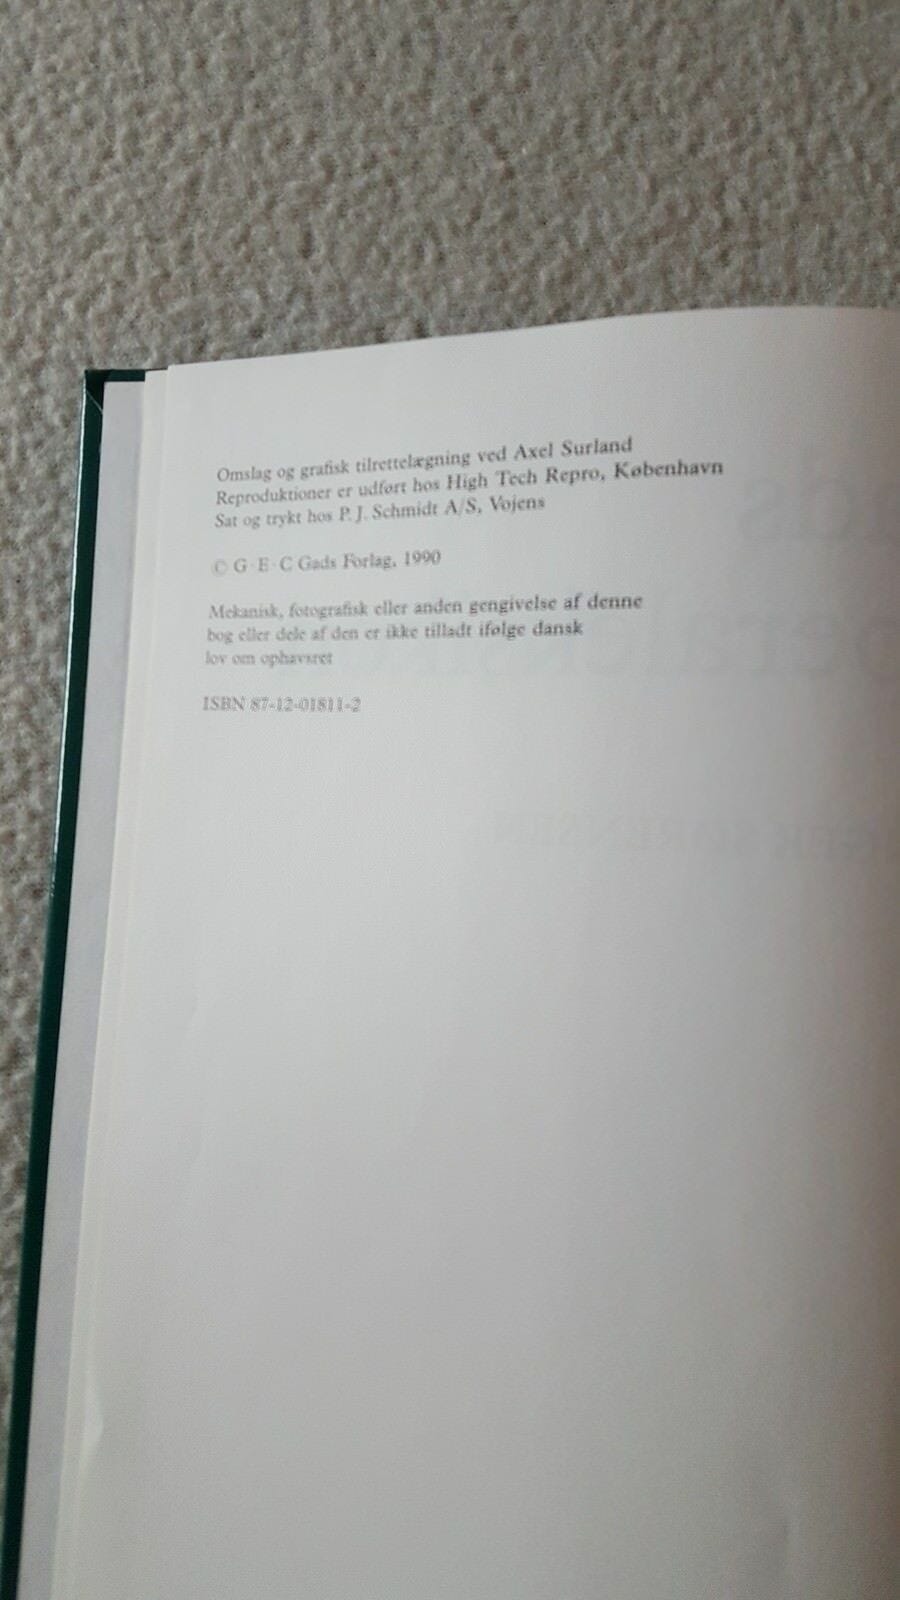 Omslag og grafisk tilrettelægning ved Axel Surland
Reproduktioner er udført hos High Tech Repro, København
Sat og trykt hos P. J. Schmidt A/S, Vojens
© G · E · C Gads Forlag, 1990
Mekanisk, fotografisk eller anden gengivelse af denne
bog eller dele af den er ikke tilladt ifølge dansk
lov om ophavsret
ISBN 87-12-01811-2